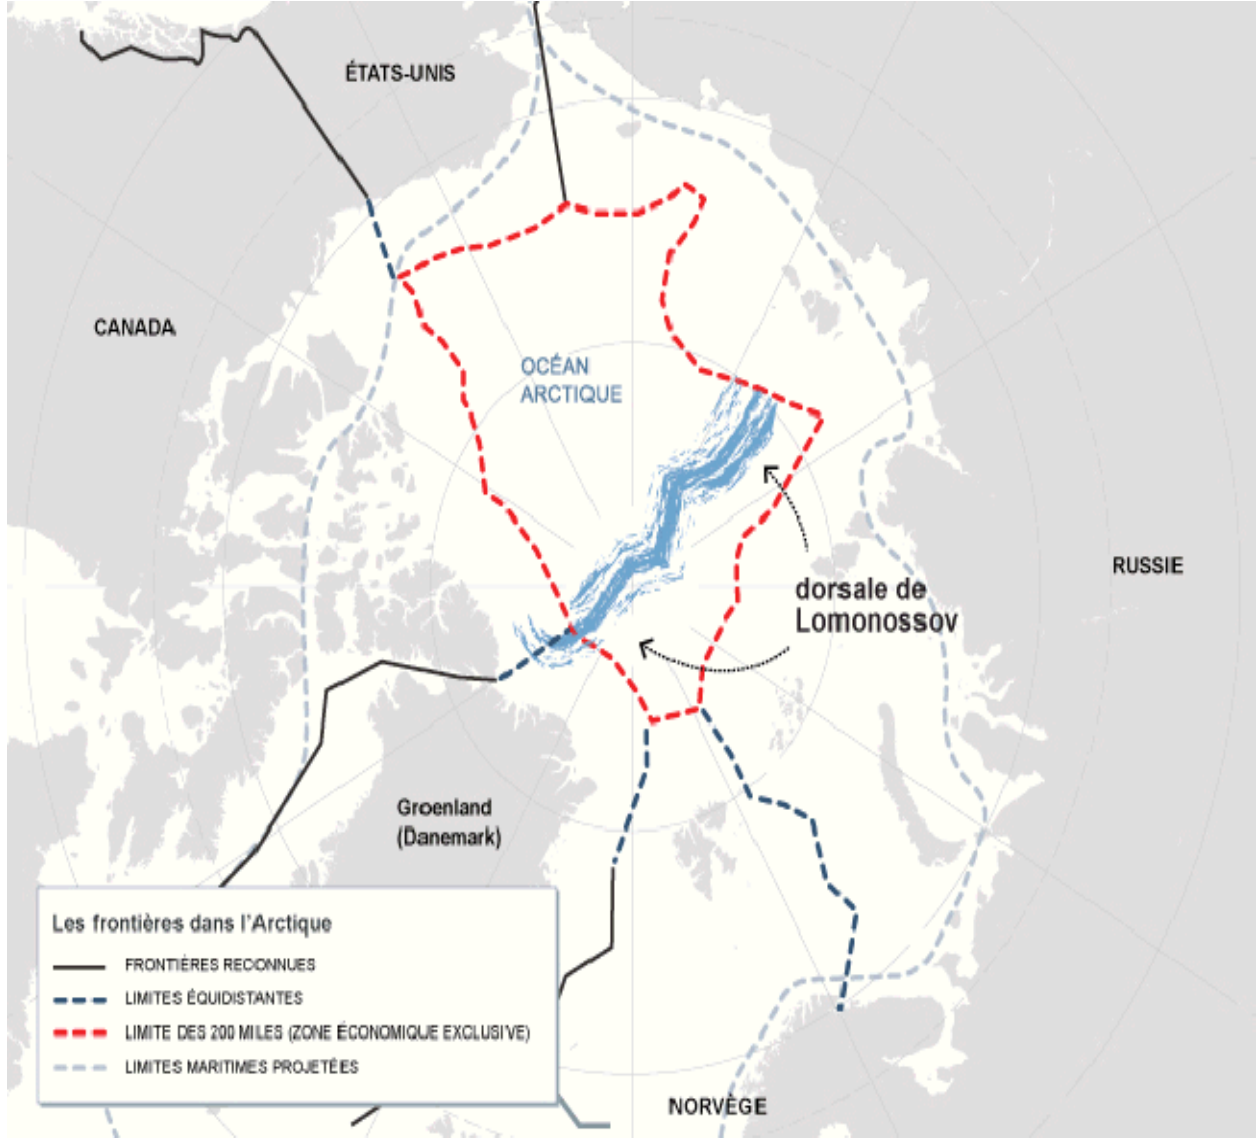 ÉTATS-UNIS
CANADA
OCÉAN
ARCTIQUE
RUSSIE
dorsale de
Lomonossov
Groenland
(Danemark)
Les frontières dans l'Arctique
FRONTIÈRES RECONNUES
LIMITES ÉQUIDISTANTES
LIMITE DES 200 MILES (ZONE ÉCONOMIQUE EXCLUSIVE)
LIMITES MARITIMES PROJETÉES
NORVÈGE